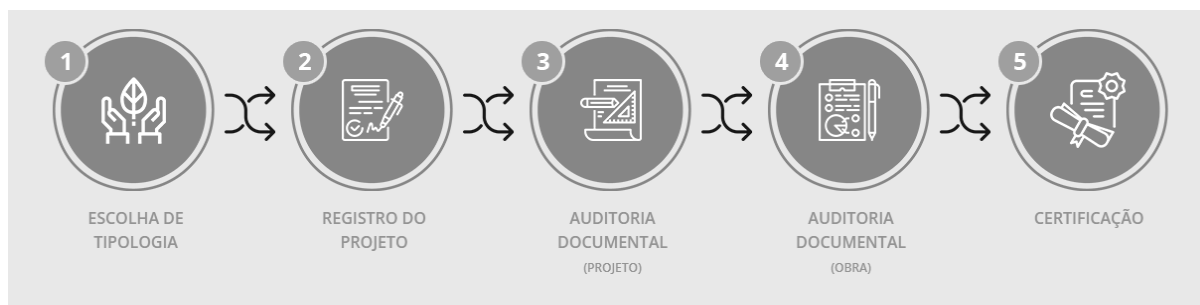 1
ESCOLHA DE
TIPOLOGIA
2
REGISTRO DO
PROJETO
3
AUDITORIA
DOCUMENTAL
(PROJETO)
4
AUDITORIA
DOCUMENTAL
(OBRA)
5
CERTIFICAÇÃO